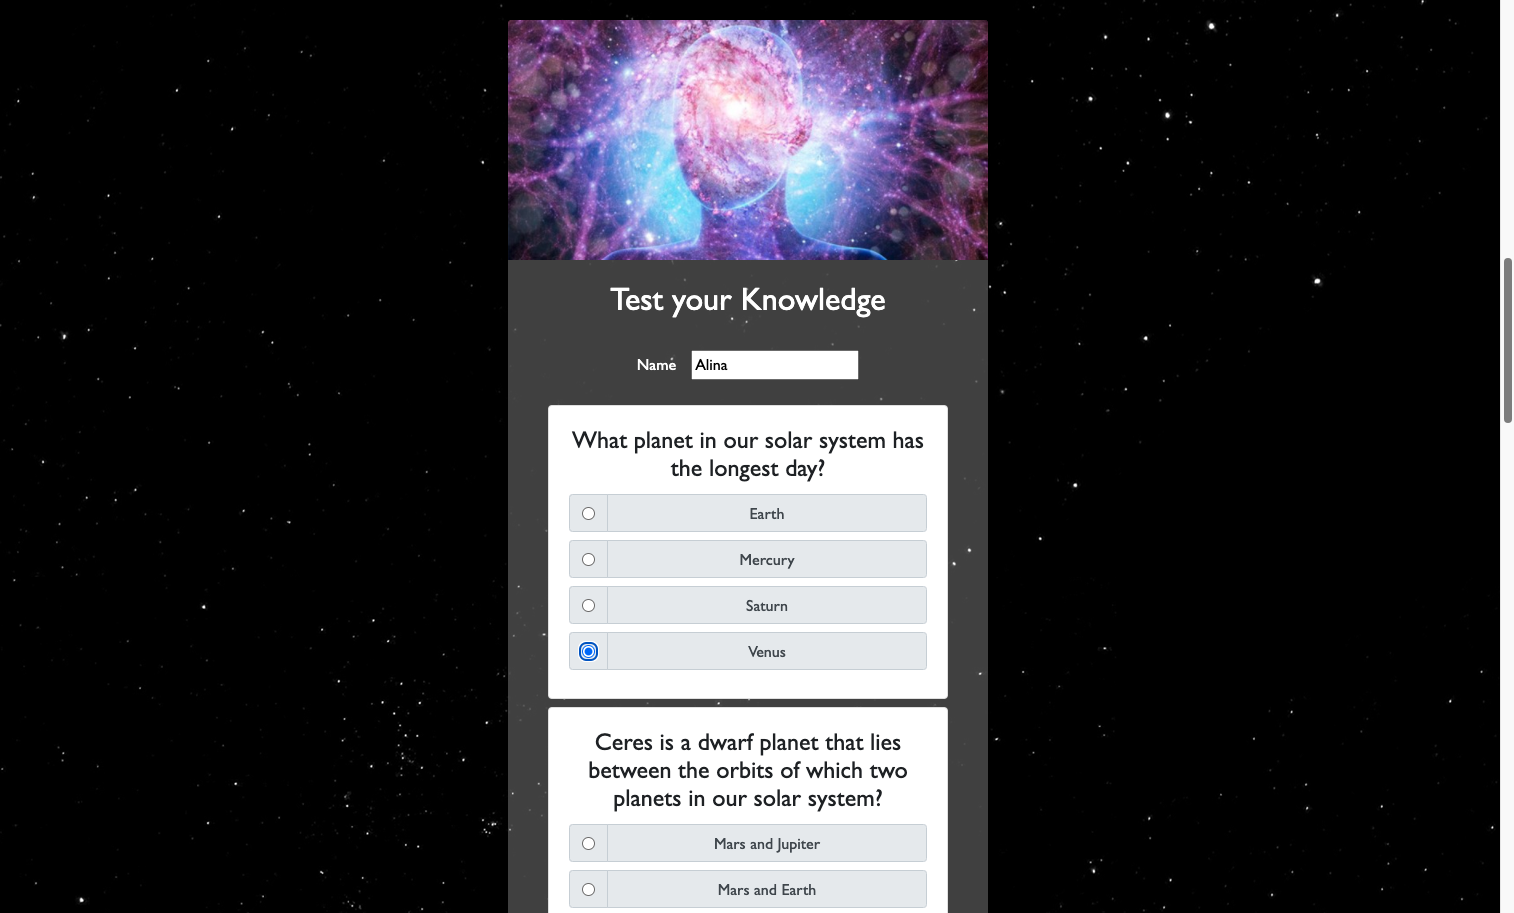 Test your Knowledge
Name Alina
What planet in our solar system has
the longest day?
Earth
Mercury
Saturn
Venus
Ceres is a dwarf planet that lies
between the orbits of which two
planets in our solar system?
Mars and Jupiter
Mars and Earth